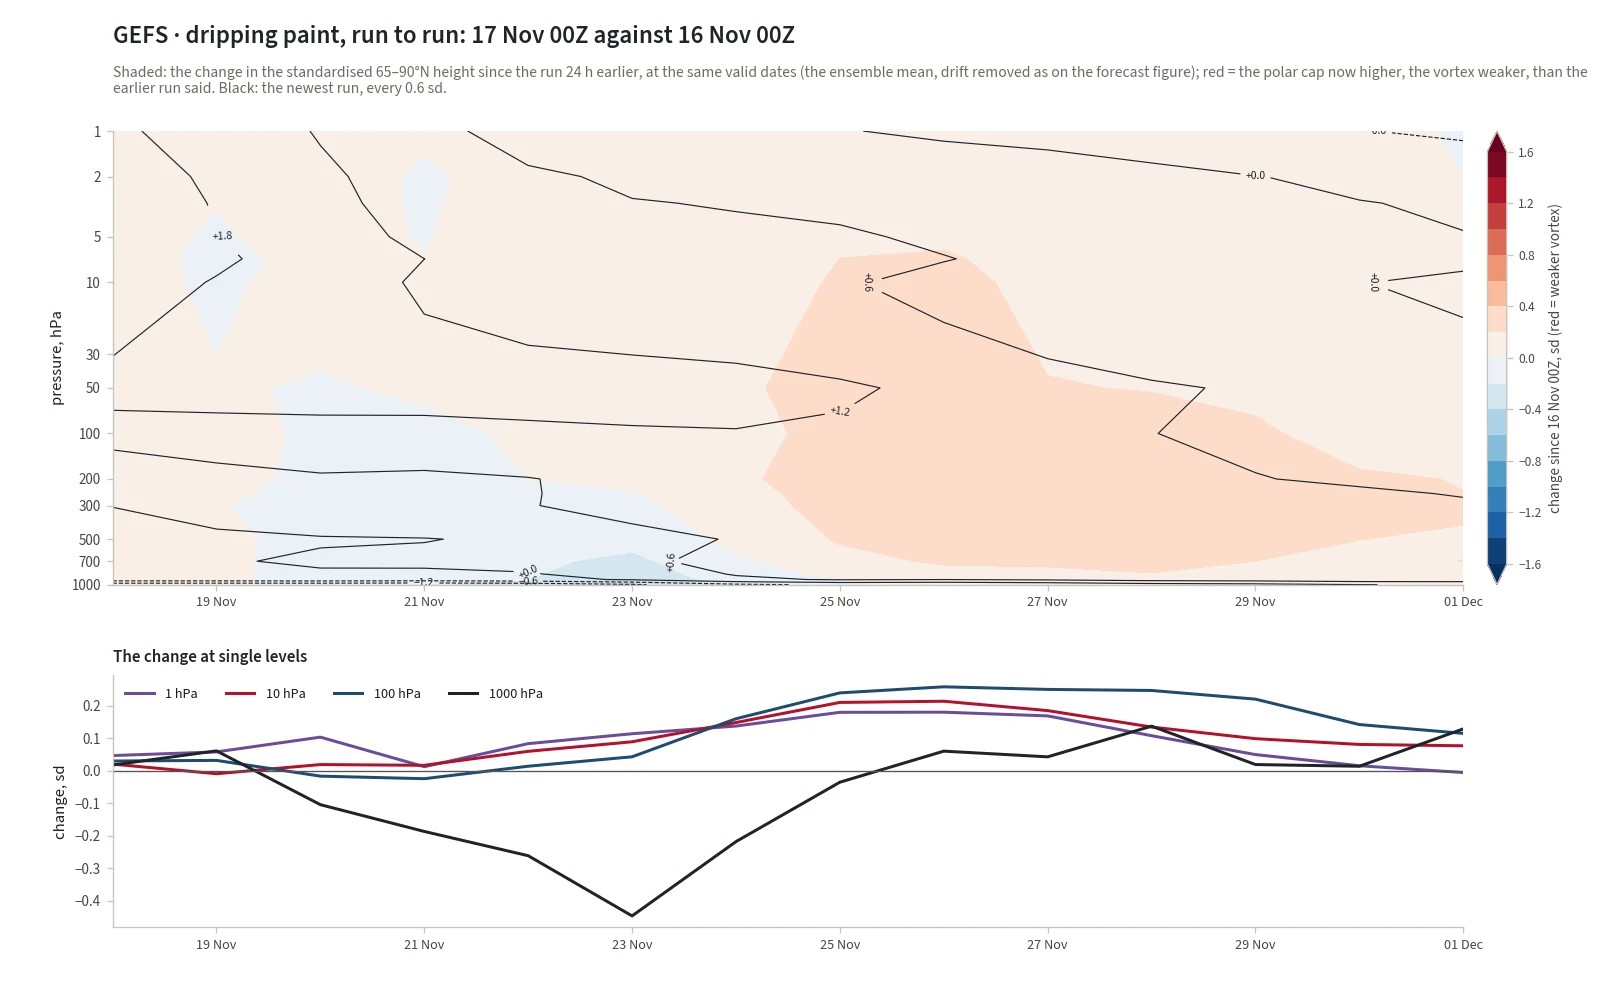 GEFS · dripping paint, run to run: 17 Nov 00Z against 16 Nov 00Z
Shaded: the change in the standardised 65–90°N height since the run 24 h earlier, at the same valid dates (the ensemble mean, drift removed as on the forecast figure); red = the polar cap now higher, the vortex weaker, than the
earlier run said. Black: the newest run, every 0.6 sd.
pressure, hPa
1
2
5
10
30
50
100
200
300
500
700
1000
+1.8
+0.6
+1.2
+0.0
+0.0
+0.6
+0.0
−0.6
19 Nov
21 Nov
23 Nov
25 Nov
27 Nov
29 Nov
01 Dec
1.6
1.2
0.8
0.4
0.0
−0.4
−0.8
−1.2
−1.6
change since 16 Nov 00Z, sd (red = weaker vortex)
The change at single levels
1 hPa
10 hPa
100 hPa
1000 hPa
change, sd
0.2
0.1
0.0
−0.1
−0.2
−0.3
−0.4
19 Nov
21 Nov
23 Nov
25 Nov
27 Nov
29 Nov
01 Dec